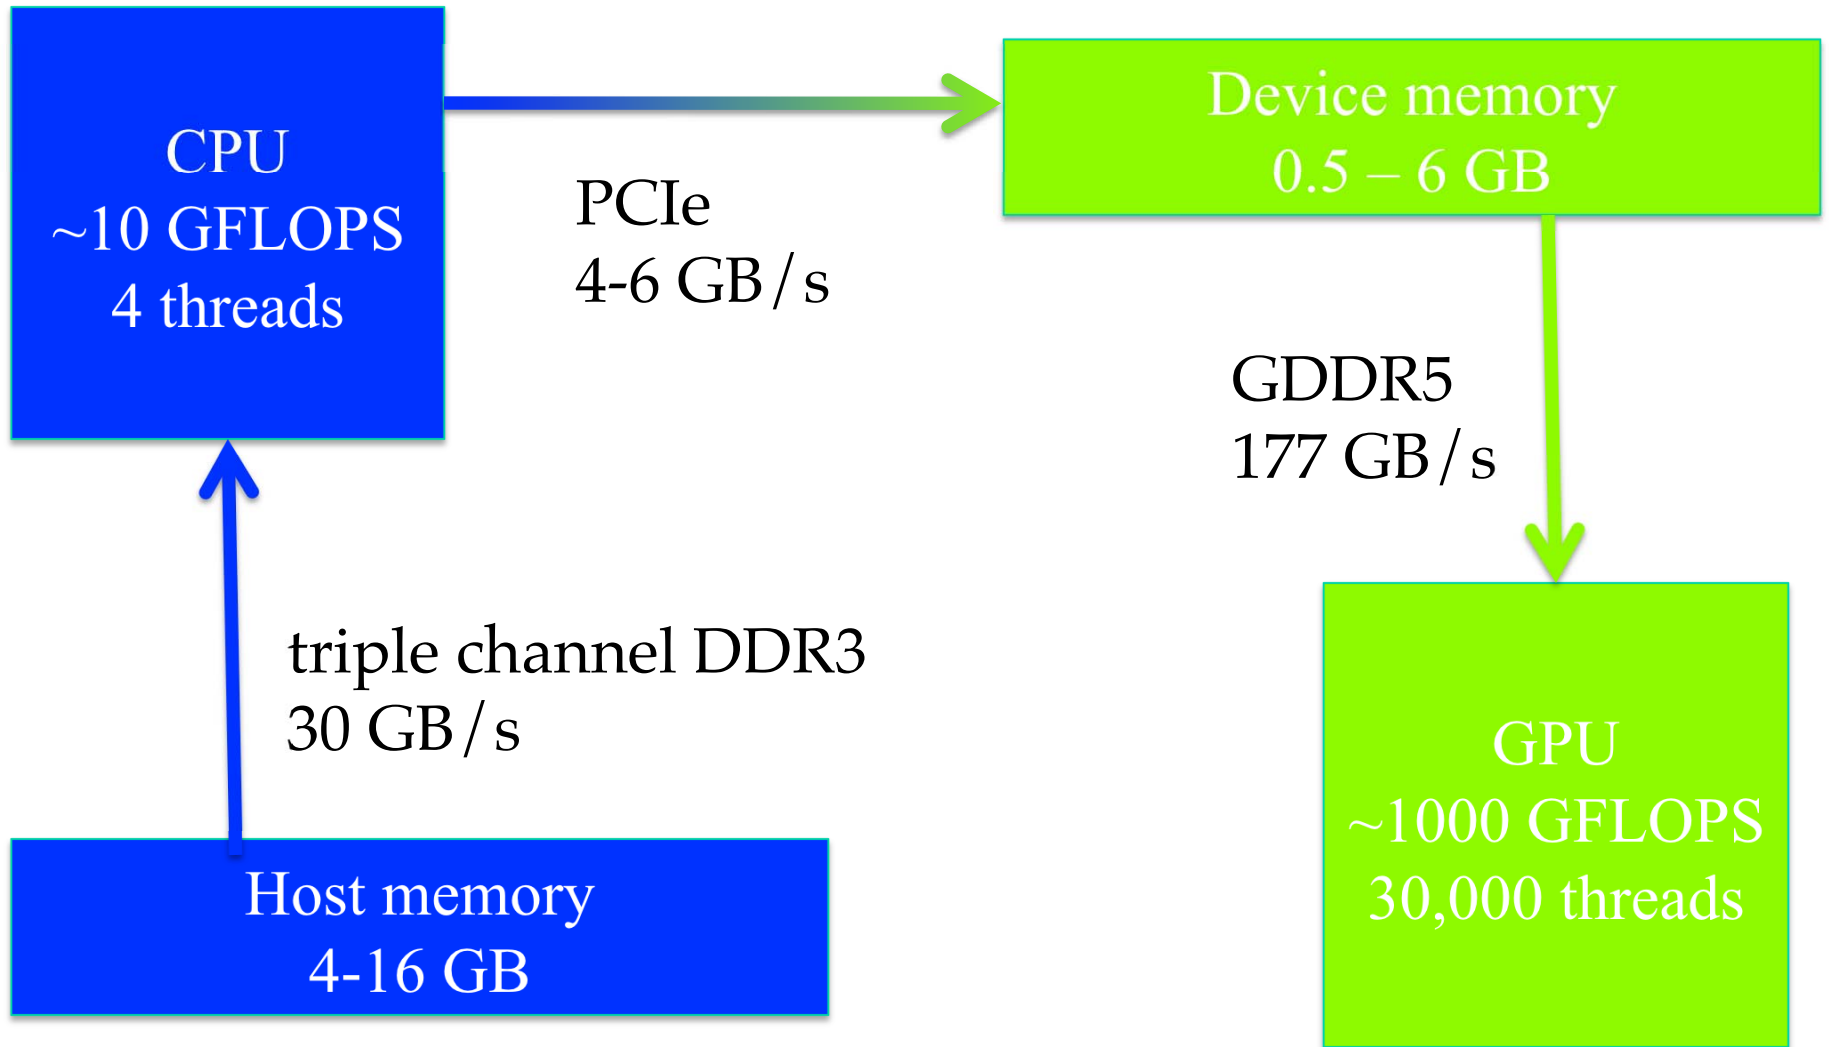 CPU
~10 GFLOPS
4 threads
PCIe
4-6 GB/s
Device memory
0.5 – 6 GB
GDDR5
177 GB/s
triple channel DDR3
30 GB/s
Host memory
4-16 GB
GPU
~1000 GFLOPS
30,000 threads